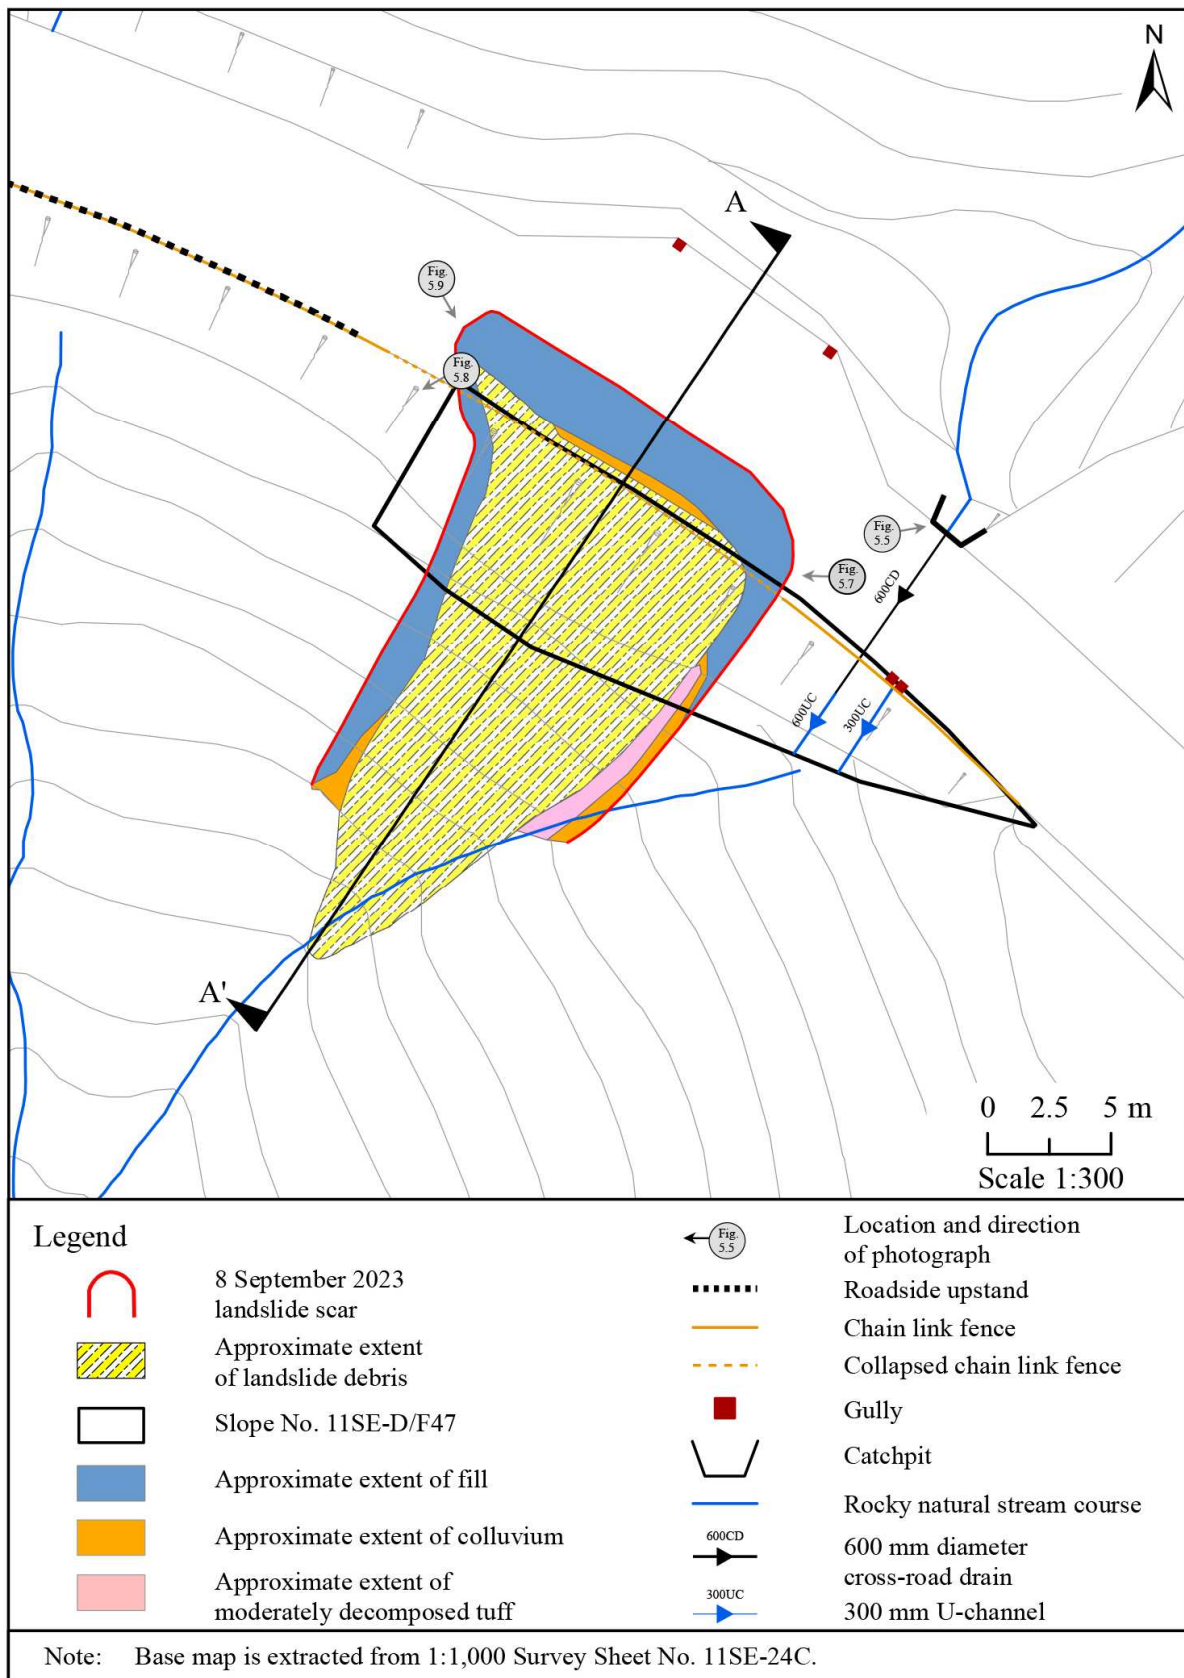 N
A
Fig.
5.9
Fig.
5.8
Fig.
5.5
Fig.
5.7
600CD
600UC
300UC
A'
0 2.5 5 m
Scale 1:300
Legend
8 September 2023
landslide scar
Approximate extent
of landslide debris
Slope No. 11SE-D/F47
Approximate extent of fill
Approximate extent of colluvium
Approximate extent of
moderately decomposed tuff
Fig.
5.5
Location and direction
of photograph
Roadside upstand
Chain link fence
Collapsed chain link fence
Gully
Catchpit
Rocky natural stream course
600CD
600 mm diameter
cross-road drain
300UC
300 mm U-channel
Note: Base map is extracted from 1:1,000 Survey Sheet No. 11SE-24C.